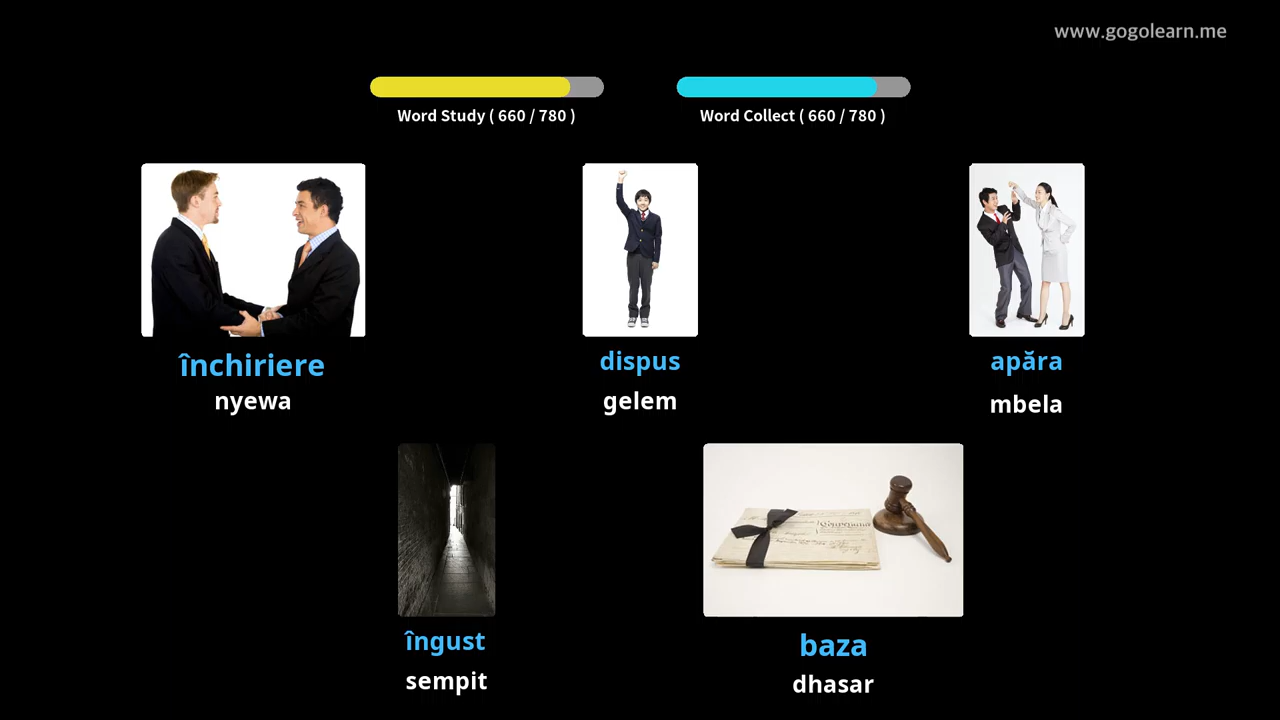 www.gogolearn.me
Word Study ( 660 / 780 )
Word Collect ( 660 / 780 )
închiriere
nyewa
dispus
gelem
apăra
mbela
îngust
sempit
baza
dhasar